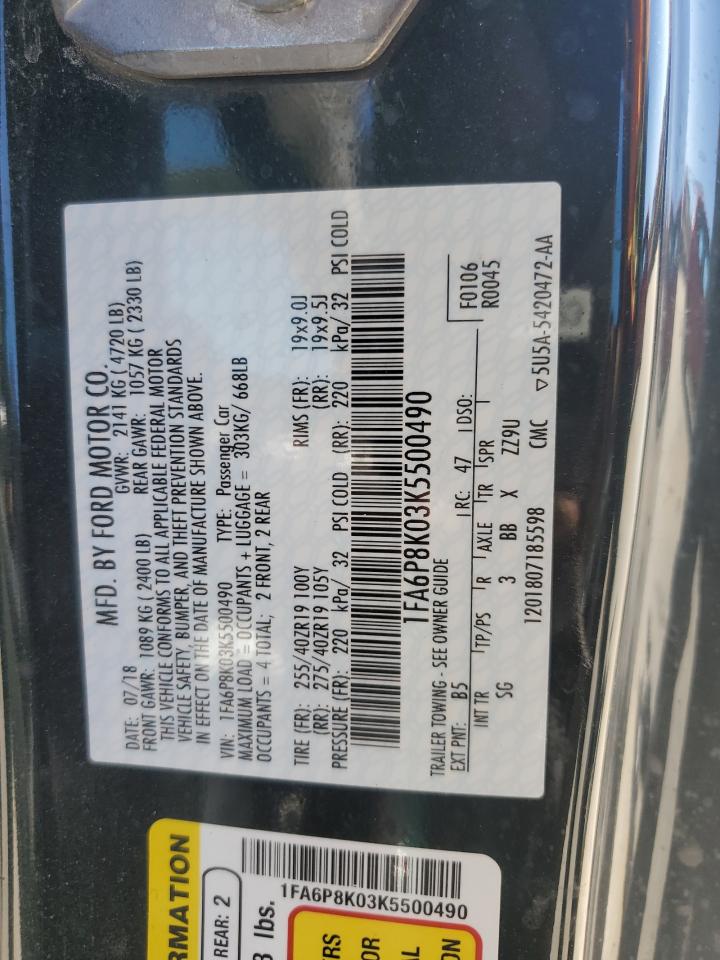 MFD. BY FORD MOTOR CO.
DATE: 07/18 GVWR: 2141 KG ( 4720 LB)
FRONT GAWR: 1089 KG ( 2400 LB) REAR GAWR: 1057 KG ( 2330 LB)
THIS VEHICLE CONFORMS TO ALL APPLICABLE FEDERAL MOTOR
VEHICLE SAFETY, BUMPER, AND THEFT PREVENTION STANDARDS
IN EFFECT ON THE DATE OF MANUFACTURE SHOWN ABOVE.
VIN: 1FA6P8K03K5500490 TYPE: Passenger Car
MAXIMUM LOAD = OCCUPANTS + LUGGAGE = 303KG/ 668LB
OCCUPANTS = 4 TOTAL; 2 FRONT, 2 REAR
TIRE (FR): 255/40ZR19 100Y RIMS (FR): 19x9.0J
(RR): 275/40ZR19 105Y (RR): 19x9.5J
PRESSURE (FR): 220 kPa/ 32 PSI COLD (RR): 220 kPa/ 32 PSI COLD
1FA6P8K03K5500490
TRAILER TOWING - SEE OWNER GUIDE F0106
EXT PNT: B5 RC: 47 DSO: R0045
INT TR TP/PS R AXLE TR SPR
SG 3 BB X ZZ9U
1201807185598 CMC ▽5U5A-5420472-AA
RMATION
REAR: 2
lbs.
1FA6P8K03K5500490